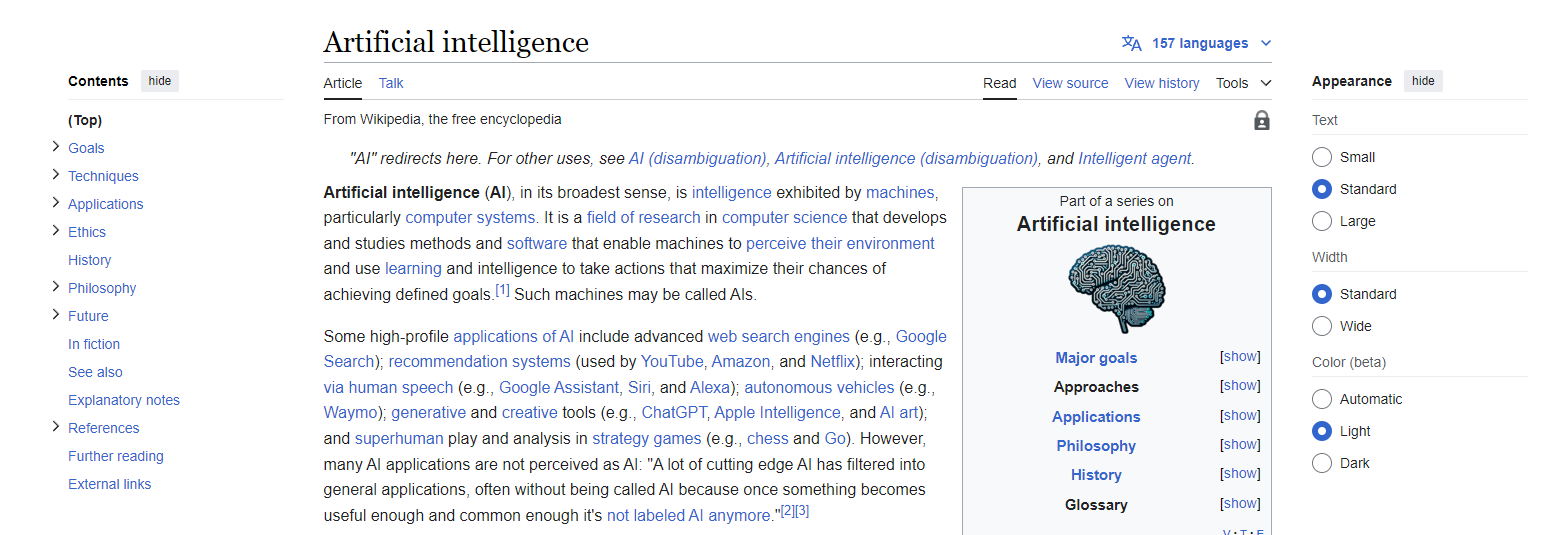 Artificial intelligence
157 languages
Contents hide
Article Talk
Read View source View history Tools
Appearance hide
(Top)
Goals
Techniques
Applications
Ethics
History
Philosophy
Future
In fiction
See also
Explanatory notes
References
Further reading
External links
From Wikipedia, the free encyclopedia
"AI" redirects here. For other uses, see AI (disambiguation), Artificial intelligence (disambiguation), and Intelligent agent.
Artificial intelligence (AI), in its broadest sense, is intelligence exhibited by machines,
particularly computer systems. It is a field of research in computer science that develops
and studies methods and software that enable machines to perceive their environment
and use learning and intelligence to take actions that maximize their chances of
achieving defined goals.[1] Such machines may be called AIs.
Some high-profile applications of AI include advanced web search engines (e.g., Google
Search); recommendation systems (used by YouTube, Amazon, and Netflix); interacting
via human speech (e.g., Google Assistant, Siri, and Alexa); autonomous vehicles (e.g.,
Waymo); generative and creative tools (e.g., ChatGPT, Apple Intelligence, and AI art);
and superhuman play and analysis in strategy games (e.g., chess and Go). However,
many AI applications are not perceived as AI: "A lot of cutting edge AI has filtered into
general applications, often without being called AI because once something becomes
useful enough and common enough it's not labeled AI anymore."[2][3]
Part of a series on
Artificial intelligence
Major goals [show]
Approaches [show]
Applications [show]
Philosophy [show]
History [show]
Glossary [show]
V · T · E
Text
Small
Standard
Large
Width
Standard
Wide
Color (beta)
Automatic
Light
Dark